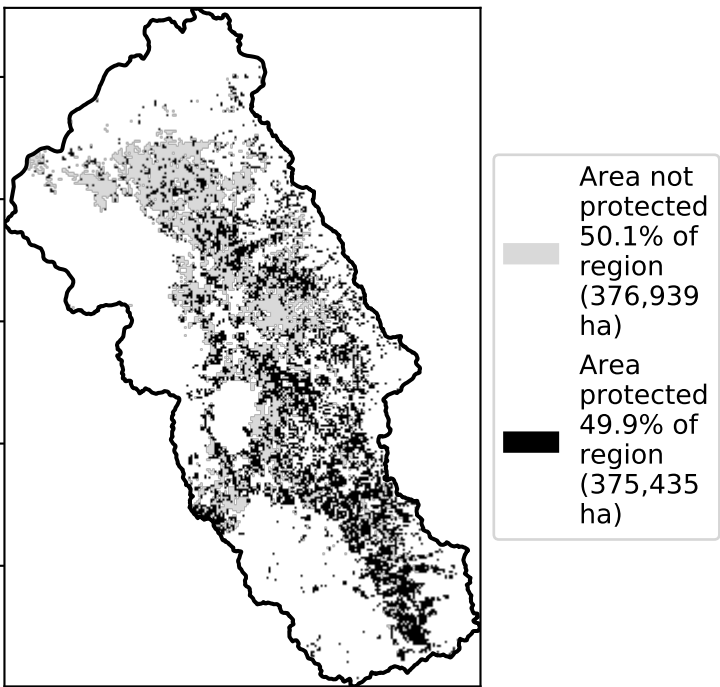 Area not
protected
50.1% of
region
(376,939
ha)
Area
protected
49.9% of
region
(375,435
ha)